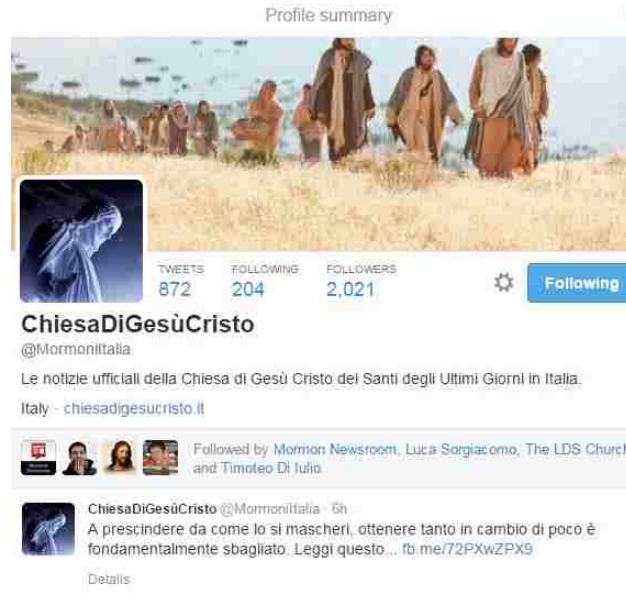 Profile summary
TWEETS FOLLOWING FOLLOWERS
872 204 2,021
Following
ChiesaDiGesùCristo
@MormoniItalia
Le notizie ufficiali della Chiesa di Gesù Cristo dei Santi degli Ultimi Giorni in Italia.
Italy · chiesadigesucristo.it
Followed by Mormon Newsroom, Luca Sorgiacomo, The LDS Church
and Timoteo Di Iulio.
ChiesaDiGesùCristo @MormoniItalia · 6h
A prescindere da come lo si mascheri, ottenere tanto in cambio di poco è
fondamentalmente sbagliato. Leggi questo... fb.me/72PXwZPX9
Details